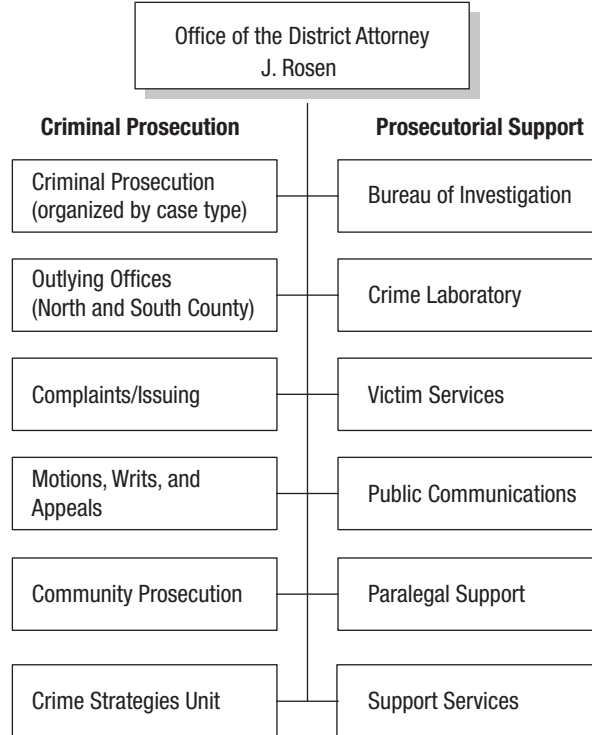 Office of the District Attorney
J. Rosen
Criminal Prosecution
Prosecutorial Support
Criminal Prosecution
(organized by case type)
Bureau of Investigation
Outlying Offices
(North and South County)
Crime Laboratory
Complaints/Issuing
Victim Services
Motions, Writs, and
Appeals
Public Communications
Community Prosecution
Paralegal Support
Crime Strategies Unit
Support Services